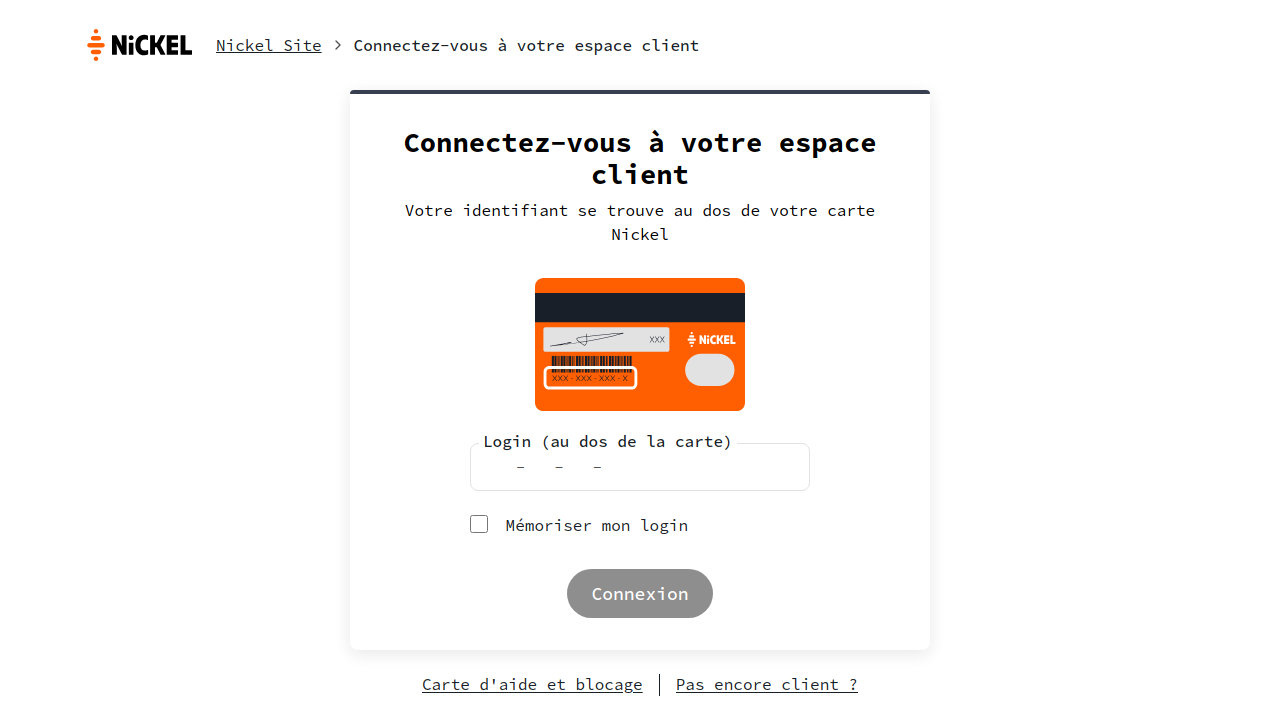 NiCKEL Nickel Site > Connectez-vous à votre espace client
Connectez-vous à votre espace
client
Votre identifiant se trouve au dos de votre carte
Nickel
XXX
NiCKEL
XXX - XXX - XXX - X
Login (au dos de la carte)
- - -
Mémoriser mon login
Connexion
Carte d'aide et blocage
Pas encore client ?